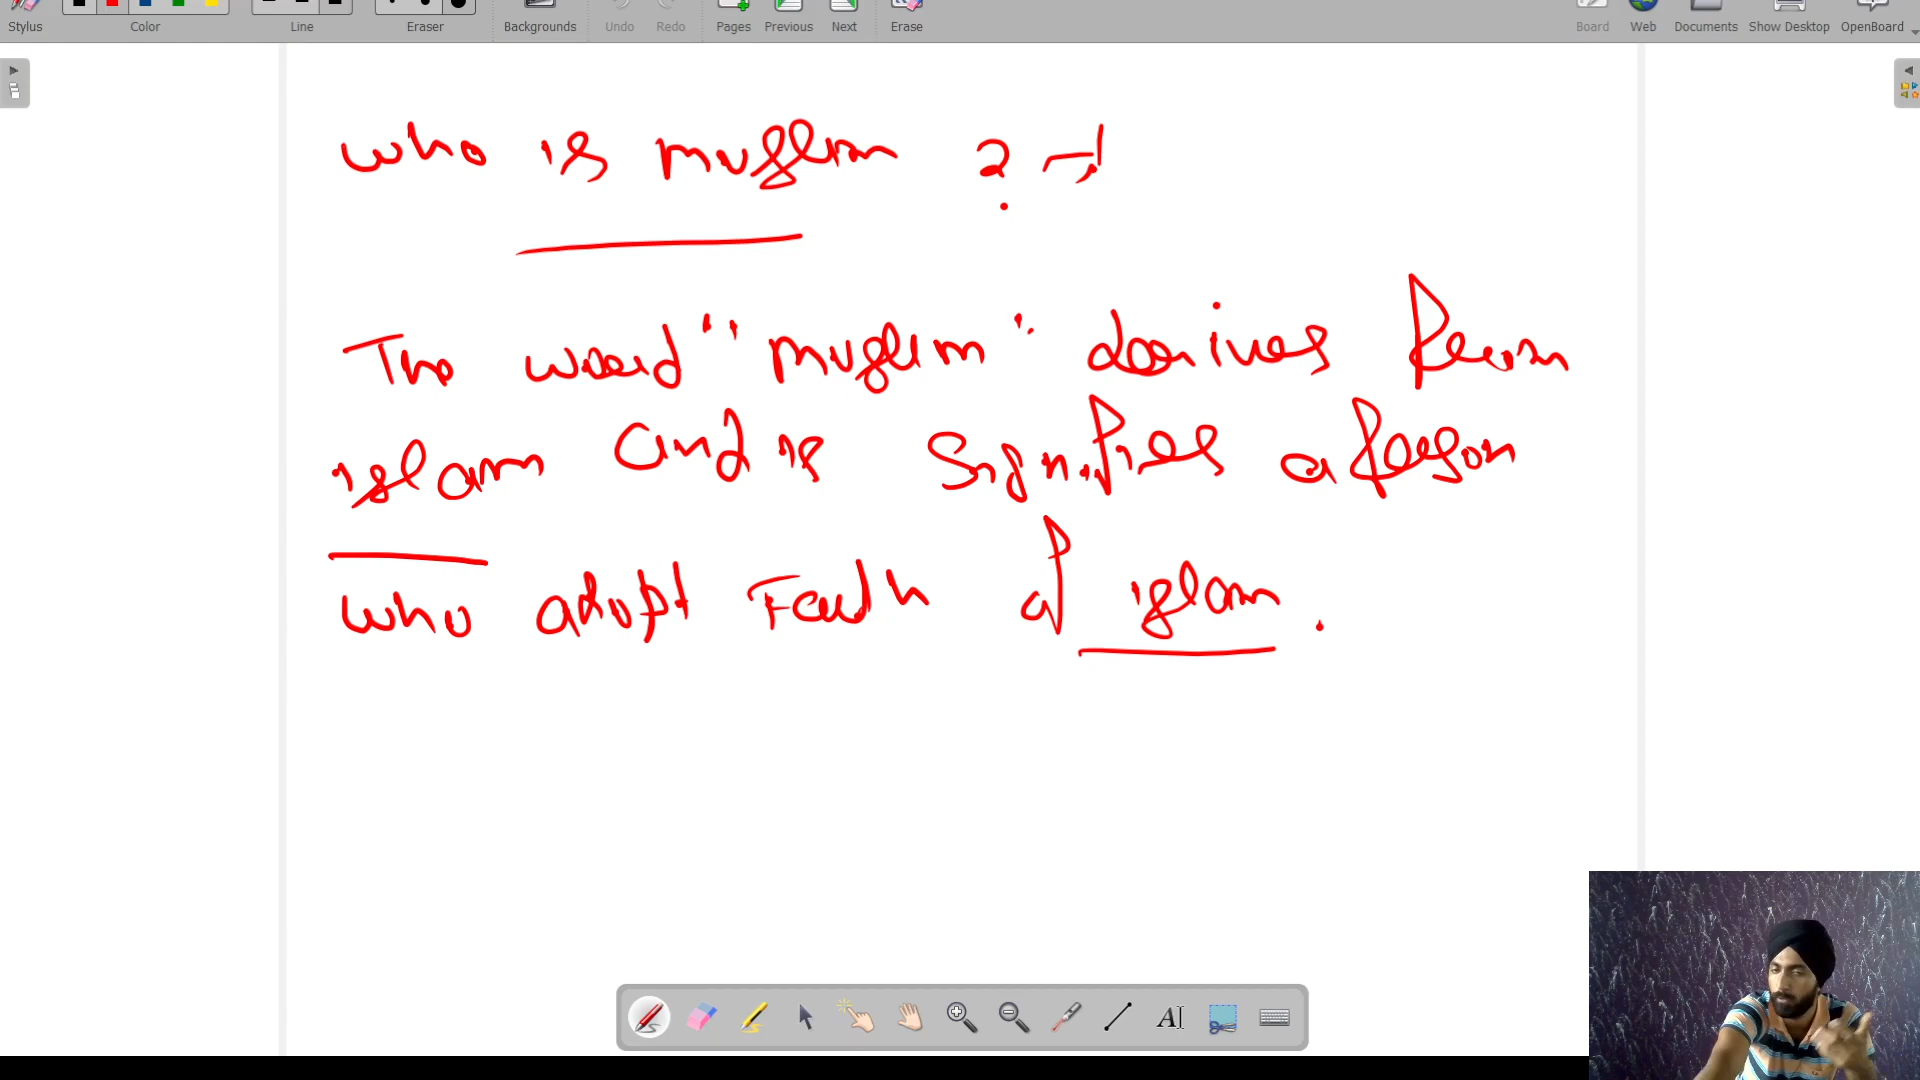 Stylus Color Line Eraser Backgrounds Undo Redo Pages Previous Next Erase Board Web Documents Show Desktop OpenBoard
who is muslim ? →!
The word "muslim" derives from
islam and is signifies a person
who adopt Faith of islam.